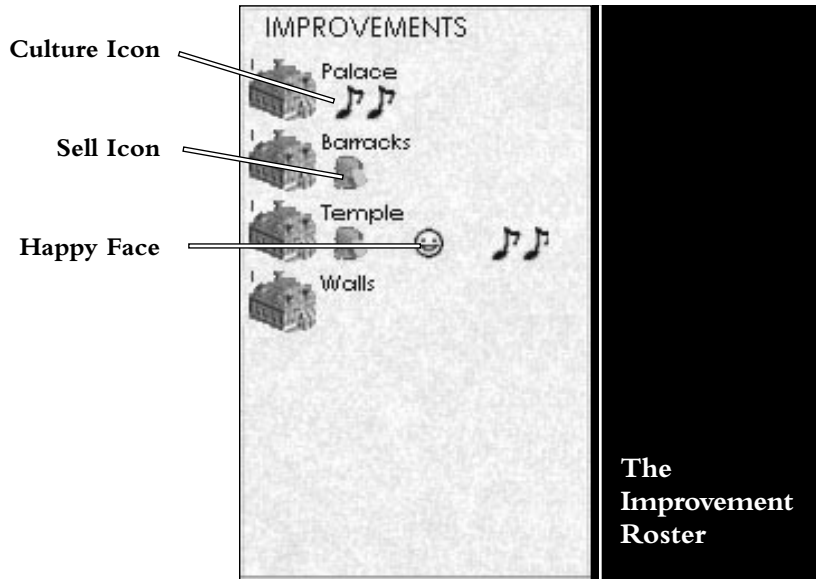 IMPROVEMENTS
Culture Icon
Palace
Sell Icon
Barracks
Temple
Happy Face
Walls
The
Improvement
Roster